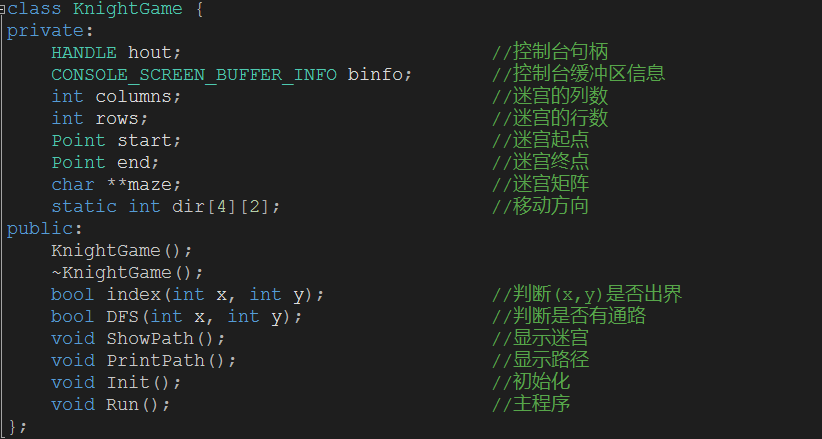 class KnightGame {
private:
    HANDLE hout;                            //控制台句柄
    CONSOLE_SCREEN_BUFFER_INFO binfo;       //控制台缓冲区信息
    int columns;                            //迷宫的列数
    int rows;                               //迷宫的行数
    Point start;                            //迷宫起点
    Point end;                              //迷宫终点
    char **maze;                            //迷宫矩阵
    static int dir[4][2];                   //移动方向
public:
    KnightGame();
    ~KnightGame();
    bool index(int x, int y);               //判断(x,y)是否出界
    bool DFS(int x, int y);                 //判断是否有通路
    void ShowPath();                        //显示迷宫
    void PrintPath();                       //显示路径
    void Init();                            //初始化
    void Run();                             //主程序
};